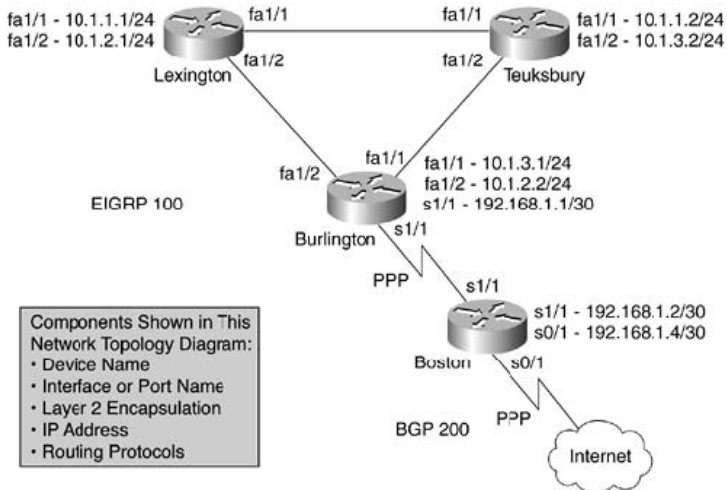 fa1/1 - 10.1.1.1/24
fa1/2 - 10.1.2.1/24
fa1/1
fa1/1
fa1/1 - 10.1.1.2/24
fa1/2 - 10.1.3.2/24
Lexington
fa1/2
fa1/2
Teuksbury
EIGRP 100
fa1/2
fa1/1
fa1/1 - 10.1.3.1/24
fa1/2 - 10.1.2.2/24
s1/1 - 192.168.1.1/30
Burlington
s1/1
PPP
s1/1
s1/1 - 192.168.1.2/30
s0/1 - 192.168.1.4/30
Boston
s0/1
BGP 200
PPP
Internet
Components Shown in This
Network Topology Diagram:
• Device Name
• Interface or Port Name
• Layer 2 Encapsulation
• IP Address
• Routing Protocols